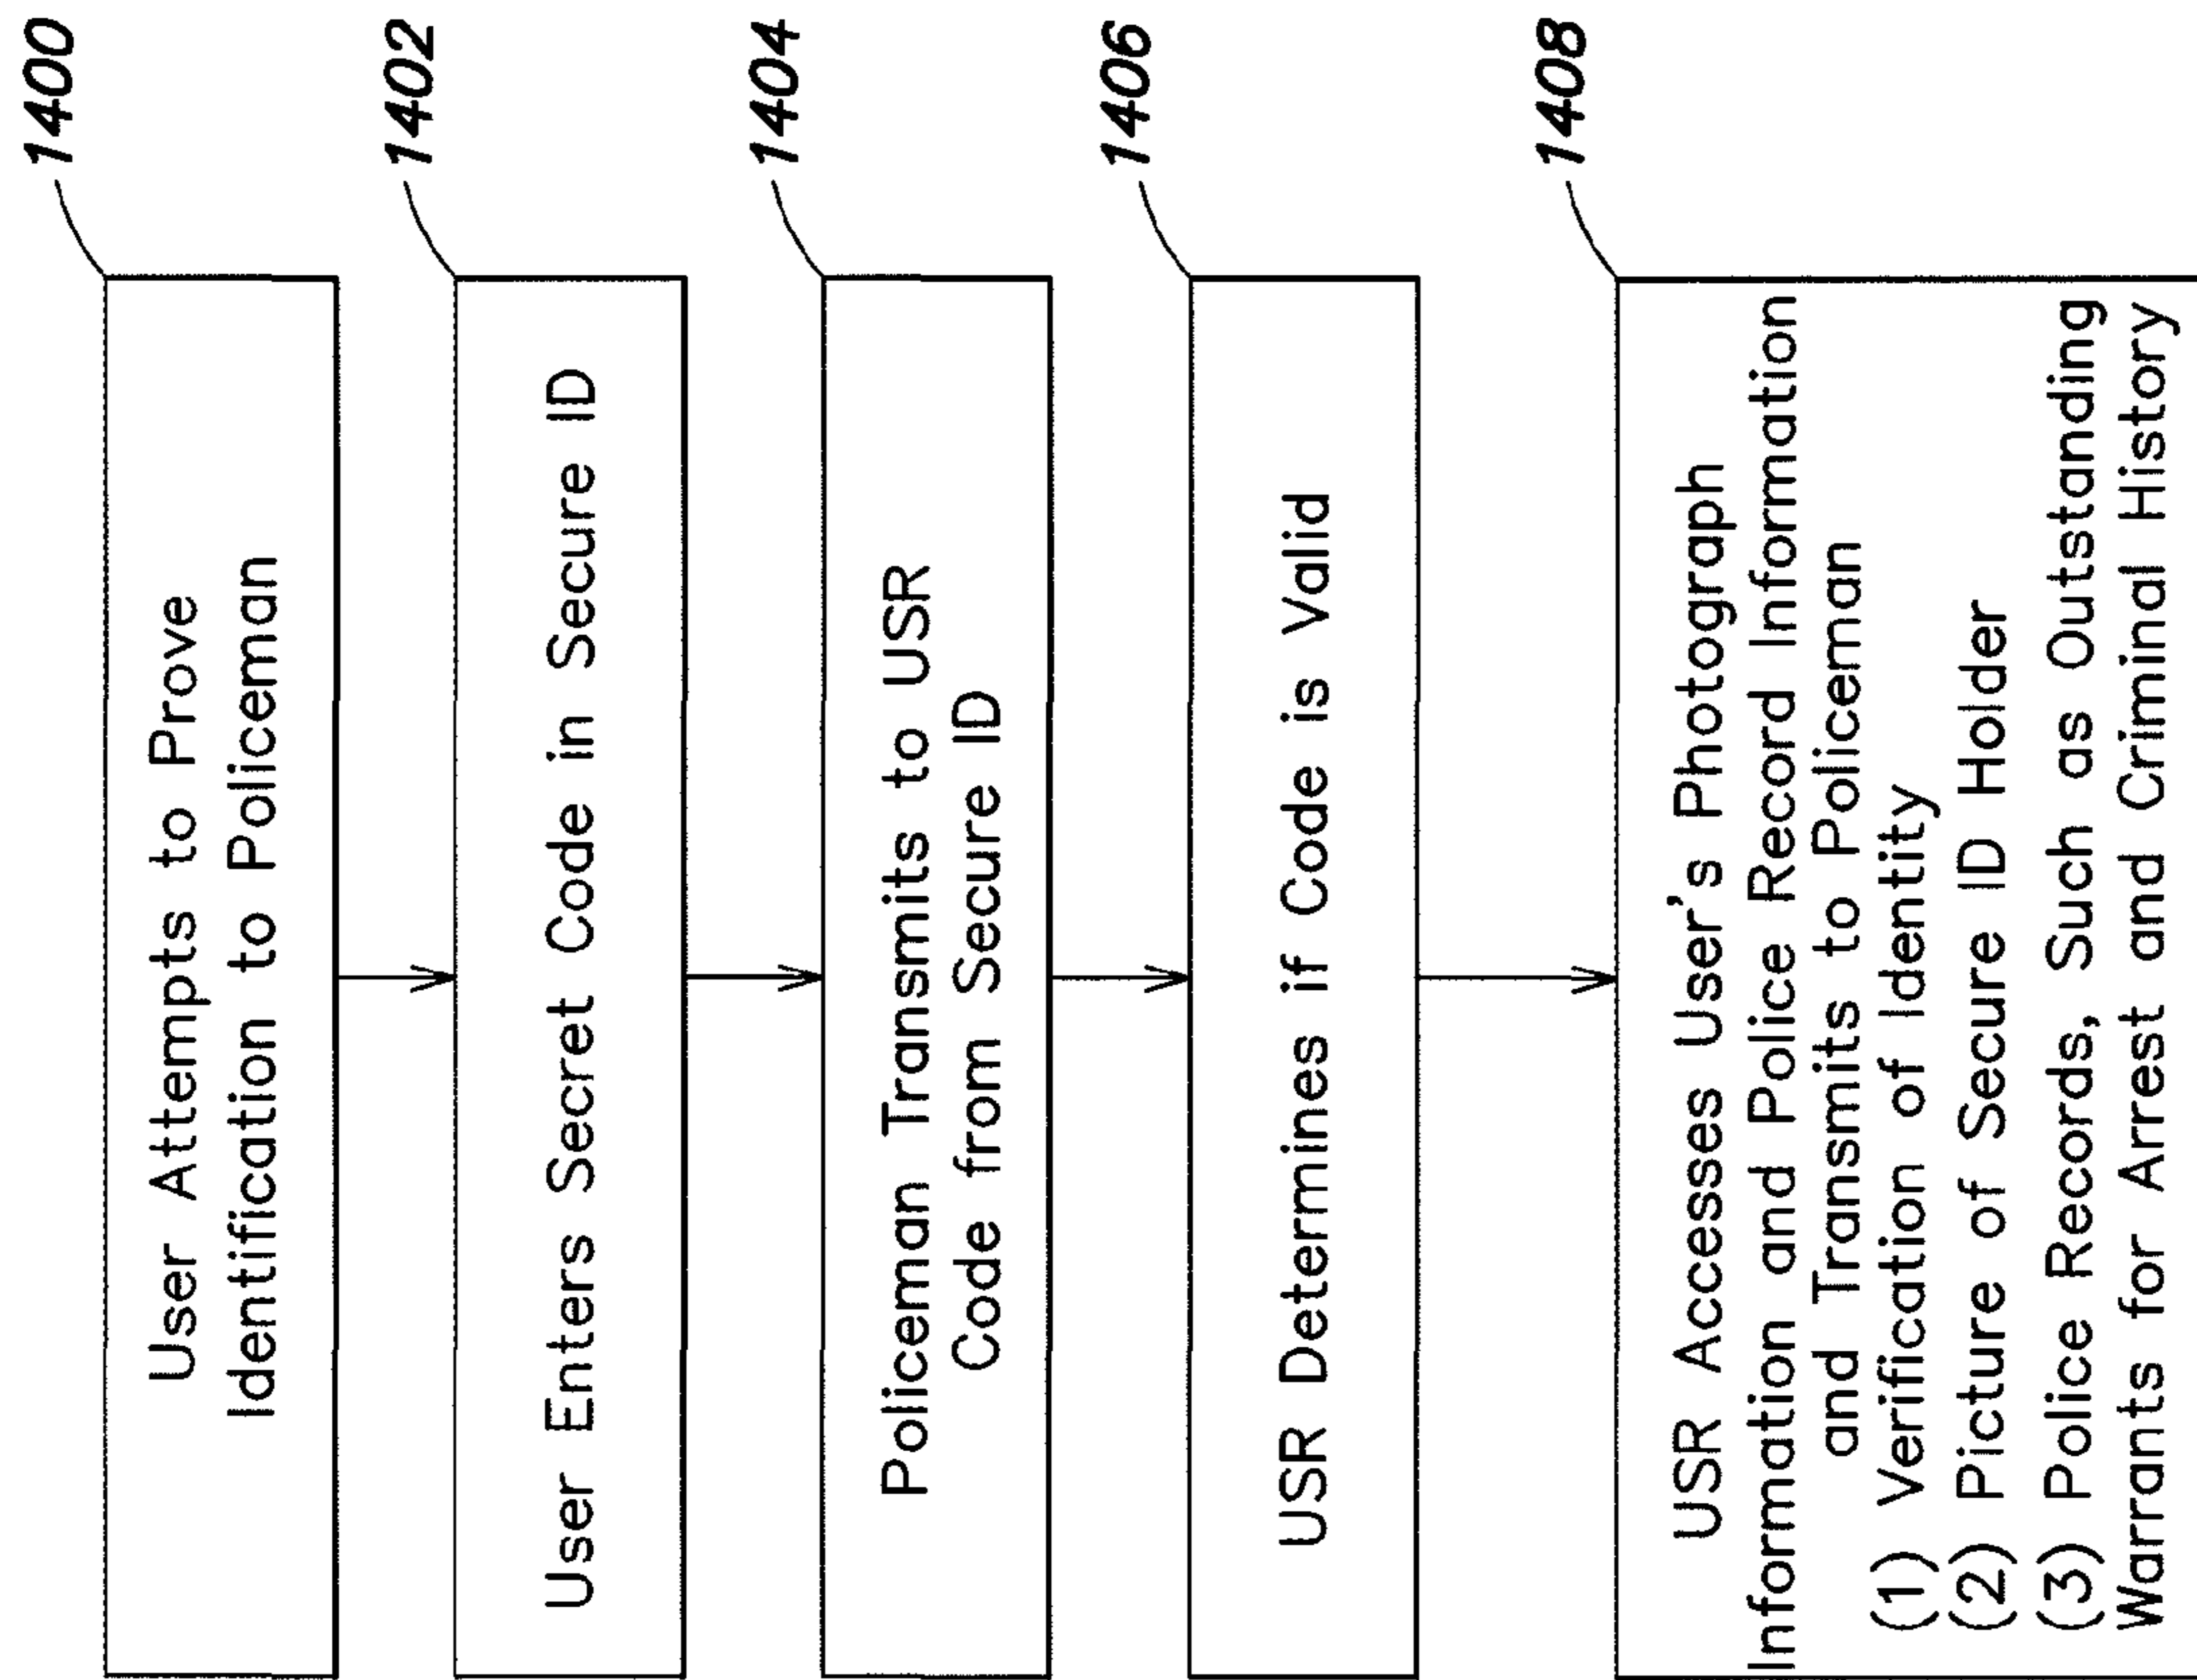 1400
User Attempts to Prove
Identification to Policeman
1402
User Enters Secret Code in Secure ID
1404
Policeman Transmits to USR
Code from Secure ID
1406
USR Determines if Code is Valid
1408
USR Accesses User's Photograph
Information and Police Record Information
and Transmits to Policeman
(1) Verification of Identity
(2) Picture of Secure ID Holder
(3) Police Records, Such as Outstanding
Warrants for Arrest and Criminal History